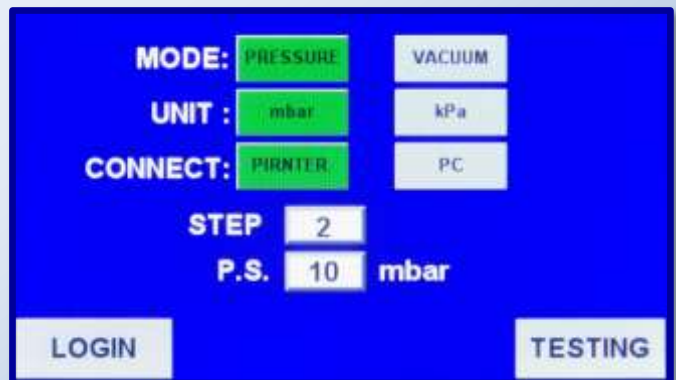 MODE: PRESSURE VACUUM
UNIT : mbar kPa
CONNECT: PIRNTER PC
STEP 2
P.S. 10 mbar
LOGIN TESTING